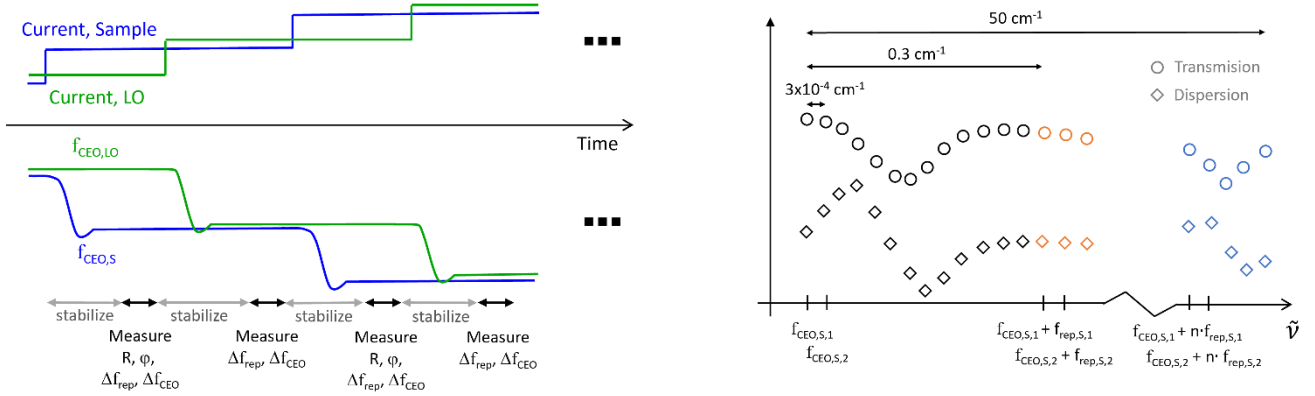 Current, Sample
Current, LO
Time
f_CEO,LO
f_CEO,S
stabilize
stabilize
stabilize
stabilize
Measure
R, φ,
Δf_rep, Δf_CEO
Measure
Δf_rep, Δf_CEO
Measure
R, φ,
Δf_rep, Δf_CEO
Measure
Δf_rep, Δf_CEO
50 cm⁻¹
0.3 cm⁻¹
3x10⁻⁴ cm⁻¹
Transmision
Dispersion
f_CEO,S,1
f_CEO,S,2
f_CEO,S,1 + f_rep,S,1
f_CEO,S,2 + f_rep,S,2
f_CEO,S,1 + n·f_rep,S,1
f_CEO,S,2 + n· f_rep,S,2
ṽ